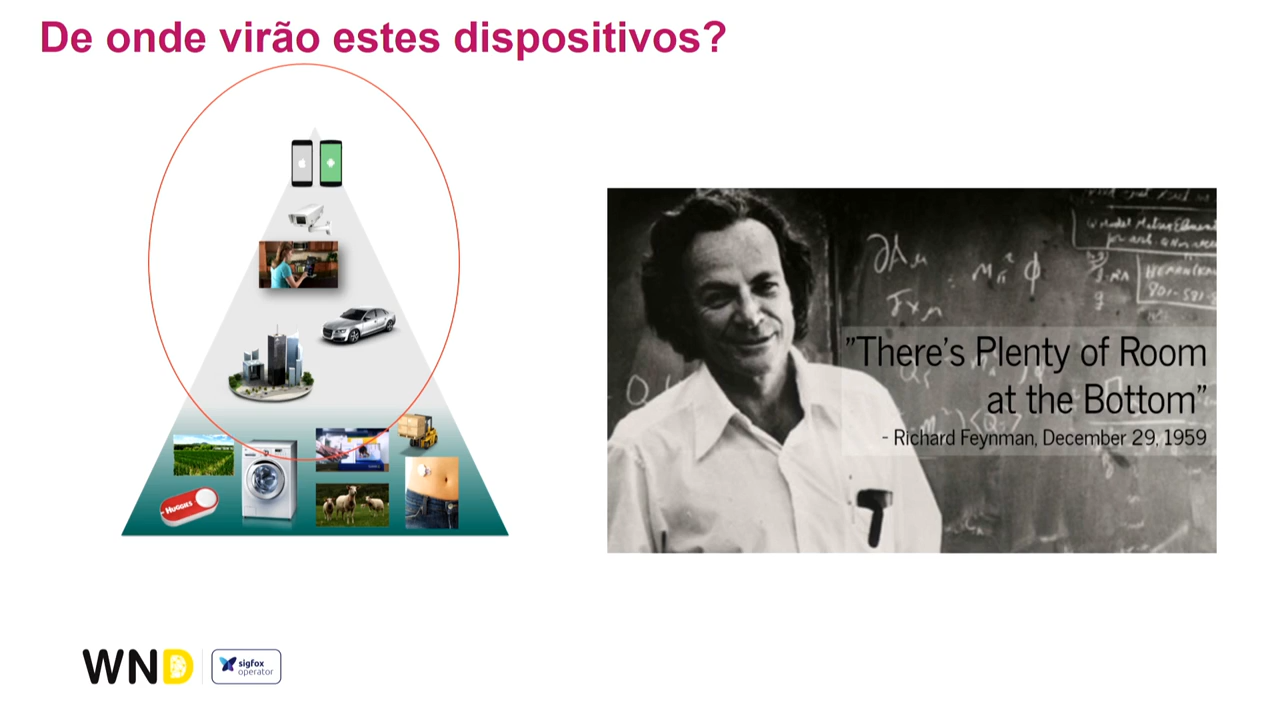 De onde virão estes dispositivos?
HUGGIES
"There's Plenty of Room
at the Bottom"
- Richard Feynman, December 29, 1959
WND
sigfox
operator